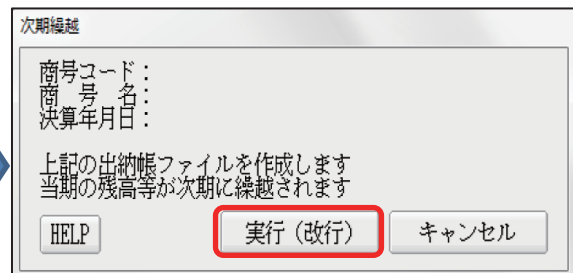 次期繰越
商号コード：
商　号　名：
決算年月日：
上記の出納帳ファイルを作成します
当期の残高等が次期に繰越されます
HELP　実行（改行）　キャンセル